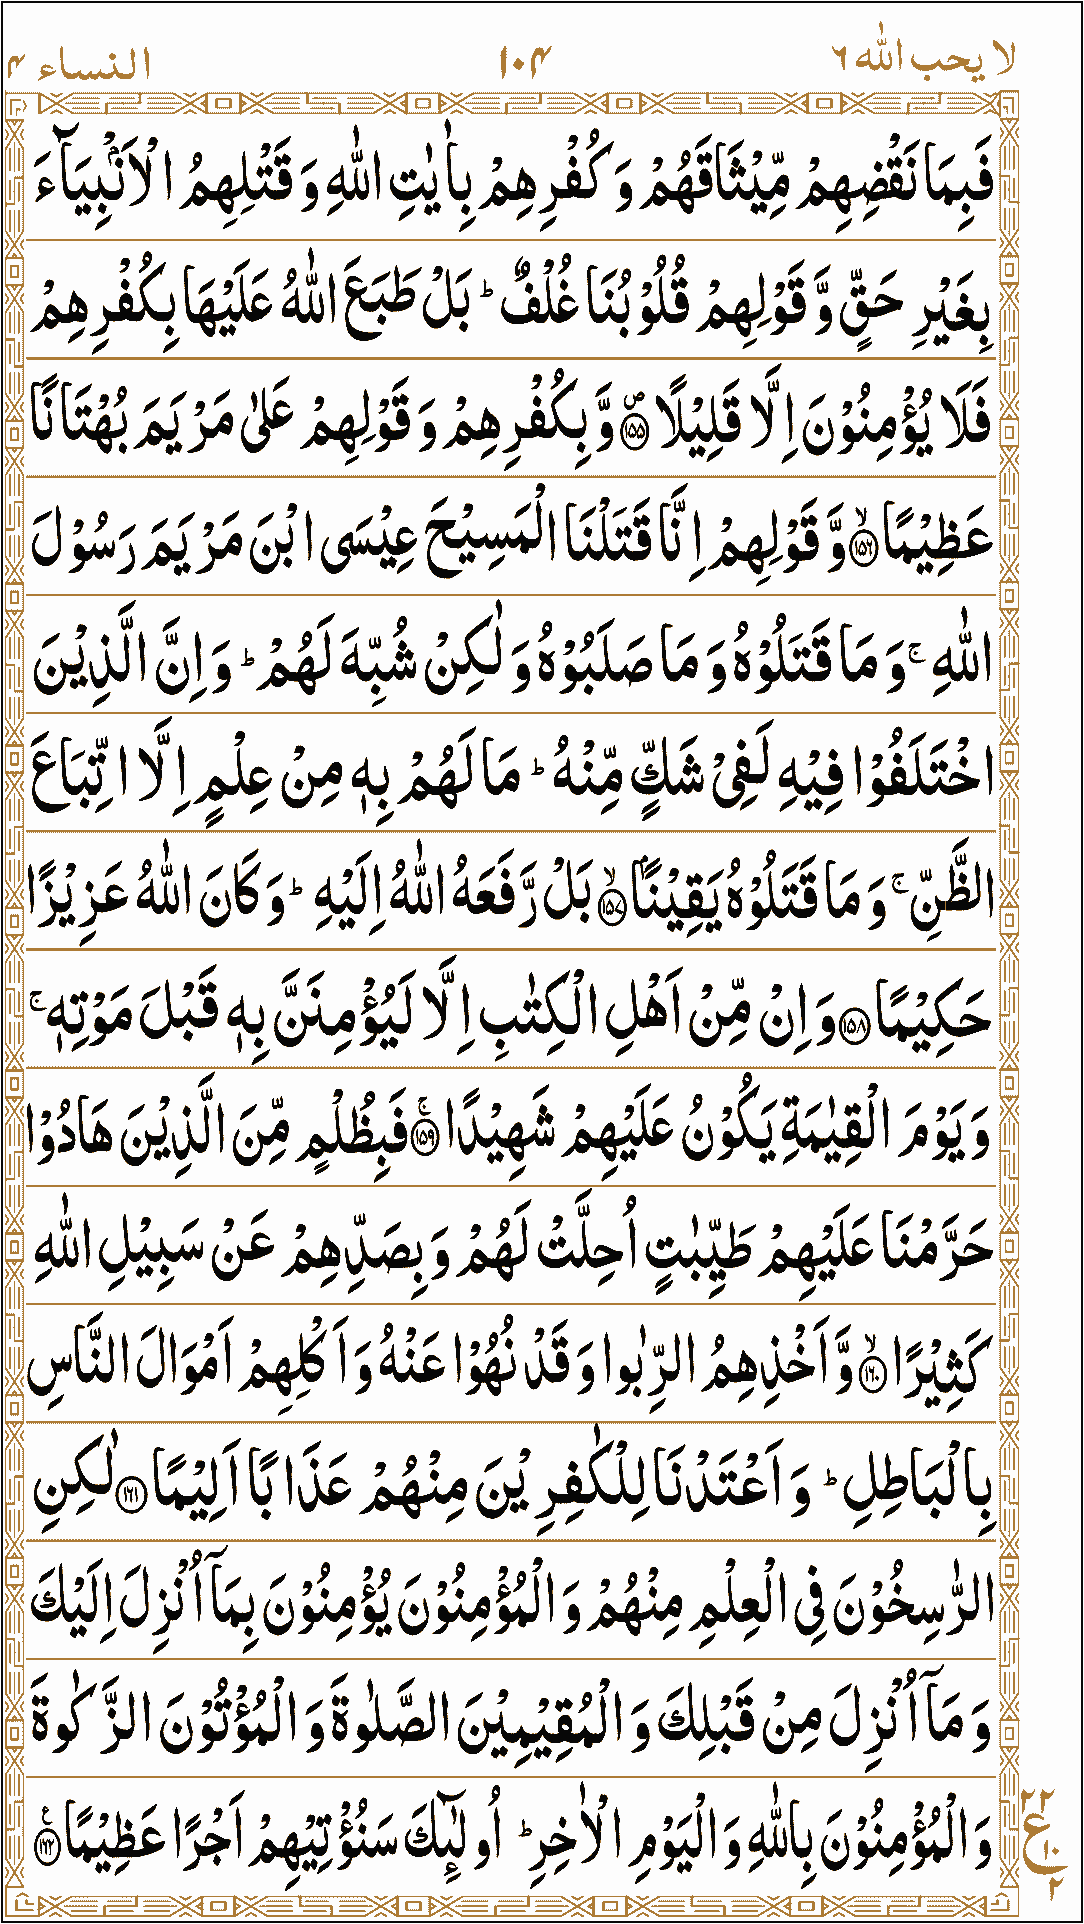 لا يحب الله ٦ ١٠٤ النساء ٤
فَبِمَا نَقْضِهِمْ مِّيْثَاقَهُمْ وَ كُفْرِهِمْ بِاٰيٰتِ اللّٰهِ وَ قَتْلِهِمُ الْاَنْۢبِيَآءَ
بِغَيْرِ حَقٍّ وَّ قَوْلِهِمْ قُلُوْبُنَا غُلْفٌ ؕ بَلْ طَبَعَ اللّٰهُ عَلَيْهَا بِكُفْرِهِمْ
فَلَا يُؤْمِنُوْنَ اِلَّا قَلِيْلًا ۪﴿۱۵۵﴾ وَّ بِكُفْرِهِمْ وَ قَوْلِهِمْ عَلٰى مَرْيَمَ بُهْتَانًا
عَظِيْمًا ۙ﴿۱۵۶﴾ وَّ قَوْلِهِمْ اِنَّا قَتَلْنَا الْمَسِيْحَ عِيْسَى ابْنَ مَرْيَمَ رَسُوْلَ
اللّٰهِ ۚ وَ مَا قَتَلُوْهُ وَ مَا صَلَبُوْهُ وَ لٰكِنْ شُبِّهَ لَهُمْ ؕ وَ اِنَّ الَّذِيْنَ
اخْتَلَفُوْا فِيْهِ لَفِيْ شَكٍّ مِّنْهُ ؕ مَا لَهُمْ بِهٖ مِنْ عِلْمٍ اِلَّا اتِّبَاعَ
الظَّنِّ ۚ وَ مَا قَتَلُوْهُ يَقِيْنًۢا ۙ﴿۱۵۷﴾ بَلْ رَّفَعَهُ اللّٰهُ اِلَيْهِ ؕ وَ كَانَ اللّٰهُ عَزِيْزًا
حَكِيْمًا ﴿۱۵۸﴾ وَ اِنْ مِّنْ اَهْلِ الْكِتٰبِ اِلَّا لَيُؤْمِنَنَّ بِهٖ قَبْلَ مَوْتِهٖ ۚ
وَ يَوْمَ الْقِيٰمَةِ يَكُوْنُ عَلَيْهِمْ شَهِيْدًا ۚ﴿۱۵۹﴾ فَبِظُلْمٍ مِّنَ الَّذِيْنَ هَادُوْا
حَرَّمْنَا عَلَيْهِمْ طَيِّبٰتٍ اُحِلَّتْ لَهُمْ وَ بِصَدِّهِمْ عَنْ سَبِيْلِ اللّٰهِ
كَثِيْرًا ۙ﴿۱۶۰﴾ وَّ اَخْذِهِمُ الرِّبٰوا وَ قَدْ نُهُوْا عَنْهُ وَ اَكْلِهِمْ اَمْوَالَ النَّاسِ
بِالْبَاطِلِ ؕ وَ اَعْتَدْنَا لِلْكٰفِرِيْنَ مِنْهُمْ عَذَابًا اَلِيْمًا ﴿۱۶۱﴾ لٰكِنِ
الرّٰسِخُوْنَ فِي الْعِلْمِ مِنْهُمْ وَ الْمُؤْمِنُوْنَ يُؤْمِنُوْنَ بِمَاۤ اُنْزِلَ اِلَيْكَ
وَ مَاۤ اُنْزِلَ مِنْ قَبْلِكَ وَ الْمُقِيْمِيْنَ الصَّلٰوةَ وَ الْمُؤْتُوْنَ الزَّكٰوةَ
وَ الْمُؤْمِنُوْنَ بِاللّٰهِ وَ الْيَوْمِ الْاٰخِرِ ؕ اُولٰٓئِكَ سَنُؤْتِيْهِمْ اَجْرًا عَظِيْمًا ﴿۱۶۲﴾
٢٢
ع
١٠
٢